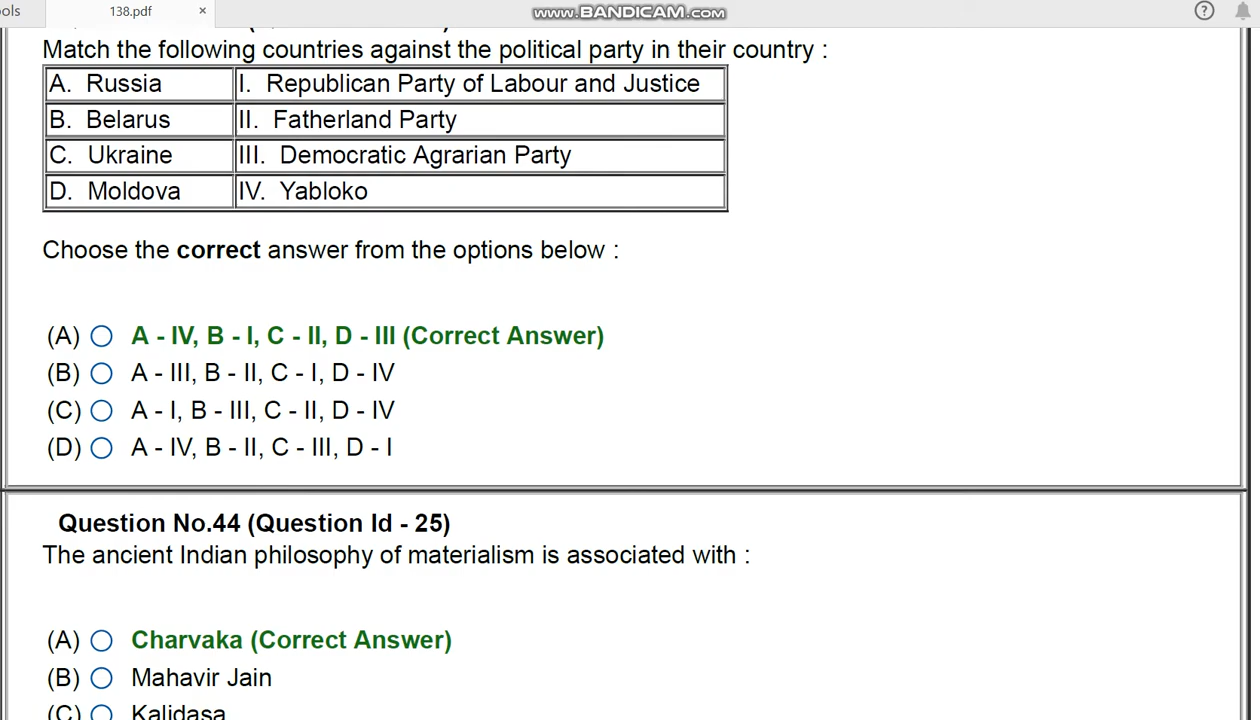 ols 138.pdf × www.BANDICAM.com ?
Match the following countries against the political party in their country :
A. Russia I. Republican Party of Labour and Justice
B. Belarus II. Fatherland Party
C. Ukraine III. Democratic Agrarian Party
D. Moldova IV. Yabloko
Choose the correct answer from the options below :
(A) A - IV, B - I, C - II, D - III (Correct Answer)
(B) A - III, B - II, C - I, D - IV
(C) A - I, B - III, C - II, D - IV
(D) A - IV, B - II, C - III, D - I
Question No.44 (Question Id - 25)
The ancient Indian philosophy of materialism is associated with :
(A) Charvaka (Correct Answer)
(B) Mahavir Jain
(C) Kalidasa